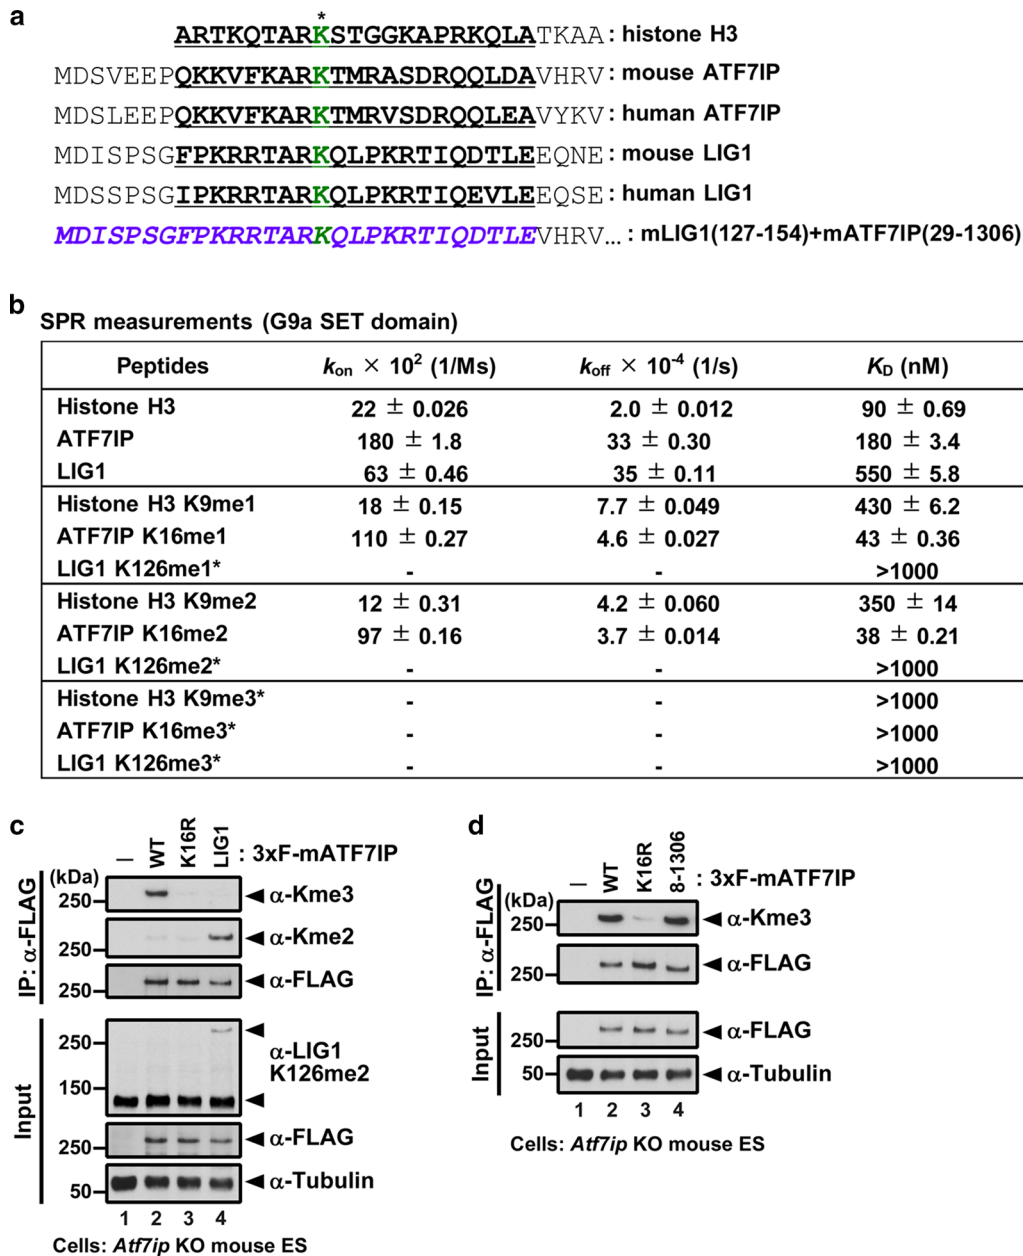 a
*
ARTKQTARKSTGGKAPRKQLATKAA : histone H3
MDSVEEPQKKVFKARKTMRASDRQQLDAVHRV : mouse ATF7IP
MDSLEEPQKKVFKARKTMRVSDRQQLEAVYKV : human ATF7IP
MDISPSGFPKRRTARKQLPKRTIQDTLEEQNE : mouse LIG1
MDSSPSGIPKRRTARKQLPKRTIQEVLEEQSE : human LIG1
MDISPSGFPKRRTARKQLPKRTIQDTLEVHRV... : mLIG1(127-154)+mATF7IP(29-1306)
b
SPR measurements (G9a SET domain)
Peptides kon × 10² (1/Ms) koff × 10⁻⁴ (1/s) KD (nM)
Histone H3 22 ± 0.026 2.0 ± 0.012 90 ± 0.69
ATF7IP 180 ± 1.8 33 ± 0.30 180 ± 3.4
LIG1 63 ± 0.46 35 ± 0.11 550 ± 5.8
Histone H3 K9me1 18 ± 0.15 7.7 ± 0.049 430 ± 6.2
ATF7IP K16me1 110 ± 0.27 4.6 ± 0.027 43 ± 0.36
LIG1 K126me1* - - >1000
Histone H3 K9me2 12 ± 0.31 4.2 ± 0.060 350 ± 14
ATF7IP K16me2 97 ± 0.16 3.7 ± 0.014 38 ± 0.21
LIG1 K126me2* - - >1000
Histone H3 K9me3* - - >1000
ATF7IP K16me3* - - >1000
LIG1 K126me3* - - >1000
c
— WT K16R LIG1 : 3xF-mATF7IP
IP: α-FLAG
(kDa)
250 α-Kme3
250 α-Kme2
250 α-FLAG
Input
250 α-LIG1
K126me2
150
250 α-FLAG
50 α-Tubulin
1 2 3 4
Cells: Atf7ip KO mouse ES
d
— WT K16R 8-1306 : 3xF-mATF7IP
IP: α-FLAG
(kDa)
250 α-Kme3
250 α-FLAG
Input
250 α-FLAG
50 α-Tubulin
1 2 3 4
Cells: Atf7ip KO mouse ES